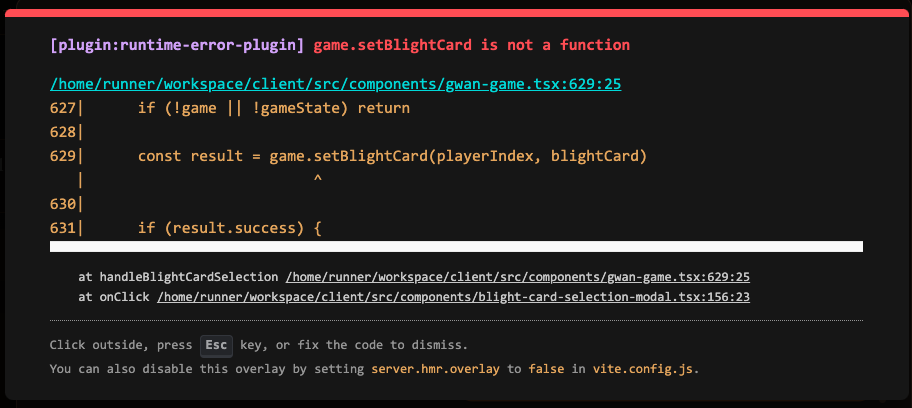 [plugin:runtime-error-plugin] game.setBlightCard is not a function
/home/runner/workspace/client/src/components/gwan-game.tsx:629:25
627|      if (!game || !gameState) return
628|
629|      const result = game.setBlightCard(playerIndex, blightCard)
   |                          ^
630|
631|      if (result.success) {
at handleBlightCardSelection /home/runner/workspace/client/src/components/gwan-game.tsx:629:25
at onClick /home/runner/workspace/client/src/components/blight-card-selection-modal.tsx:156:23
Click outside, press Esc key, or fix the code to dismiss.
You can also disable this overlay by setting server.hmr.overlay to false in vite.config.js.